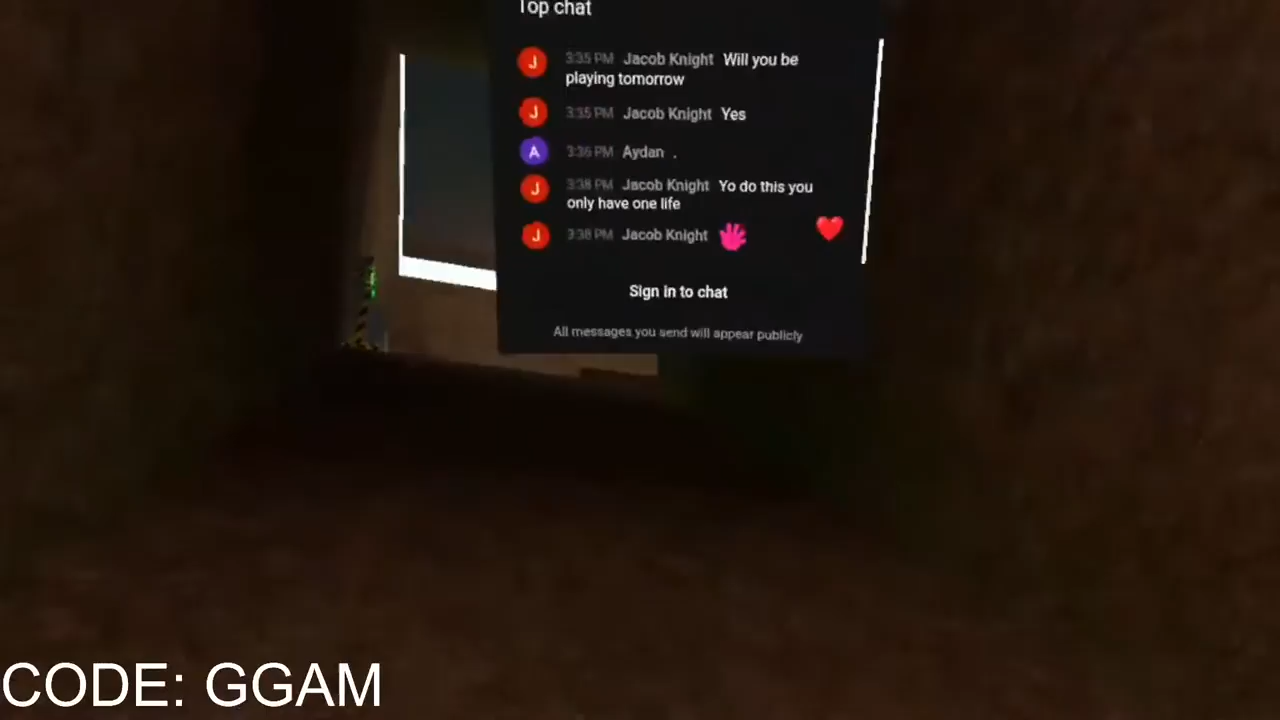 Top chat
J 3:35 PM Jacob Knight Will you be
playing tomorrow
J 3:35 PM Jacob Knight Yes
A 3:36 PM Aydan .
J 3:38 PM Jacob Knight Yo do this you
only have one life
J 3:38 PM Jacob Knight
Sign in to chat
All messages you send will appear publicly
CODE: GGAM